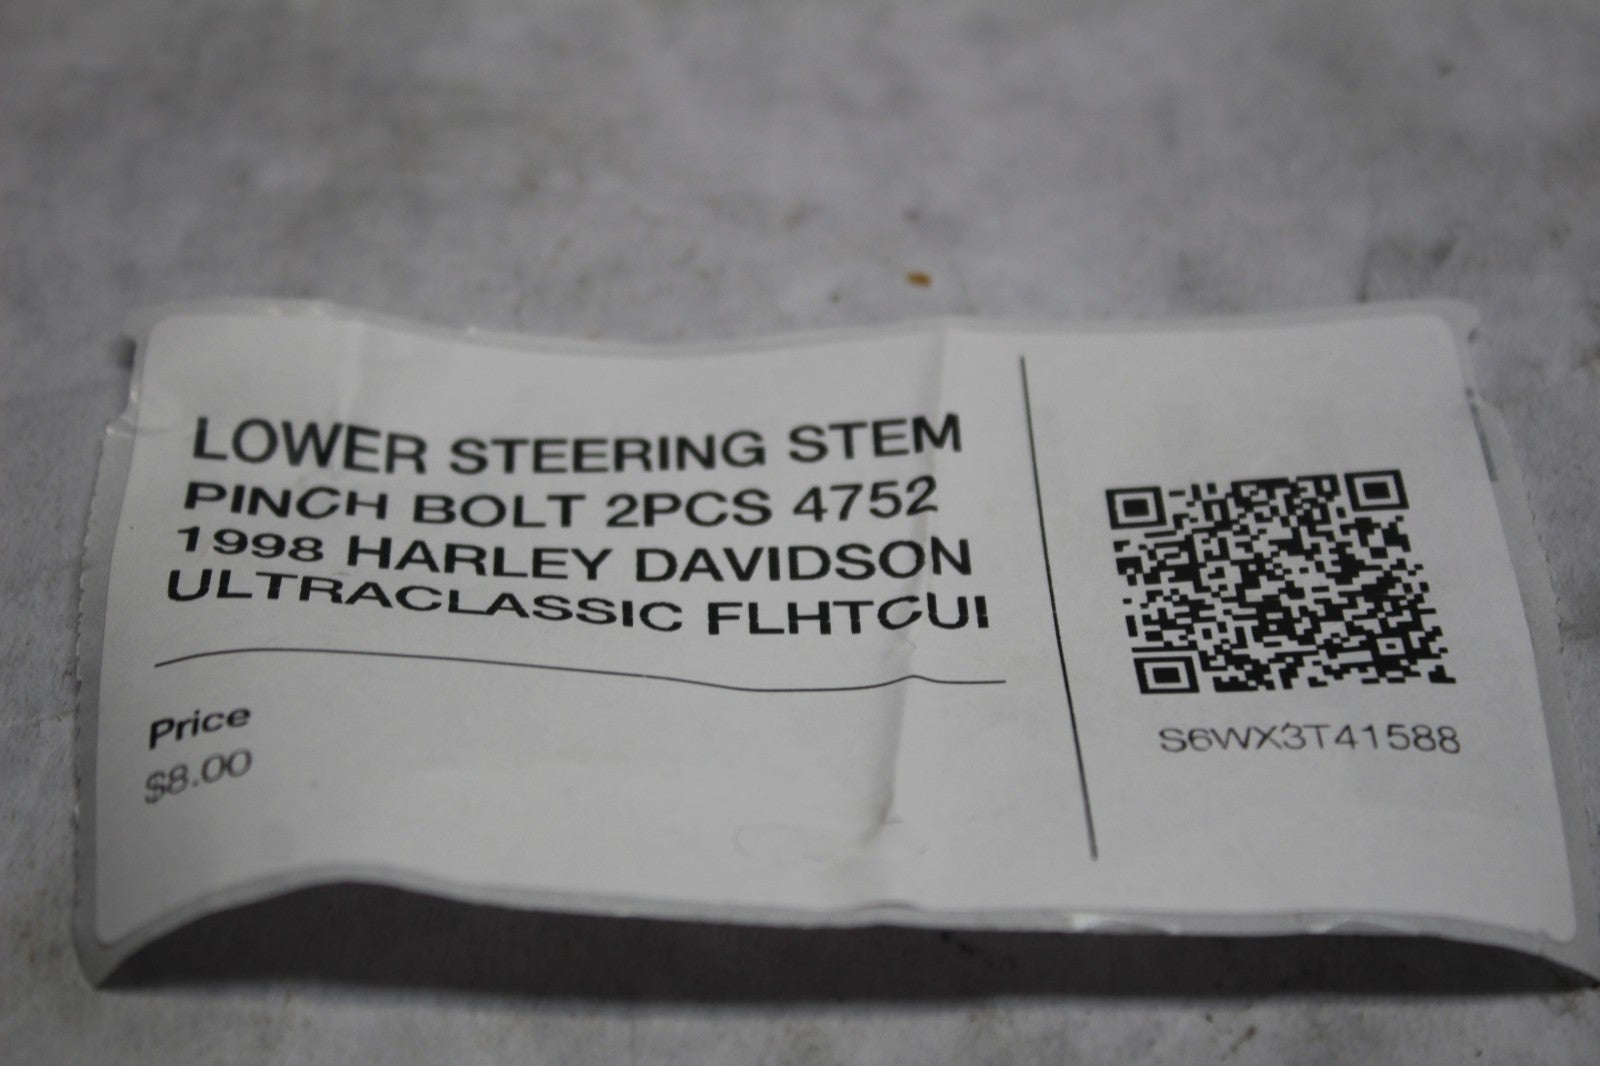 LOWER STEERING STEM
PINCH BOLT 2PCS 4752
1998 HARLEY DAVIDSON
ULTRACLASSIC FLHTCUI
Price
$8.00
S6WX3T41588